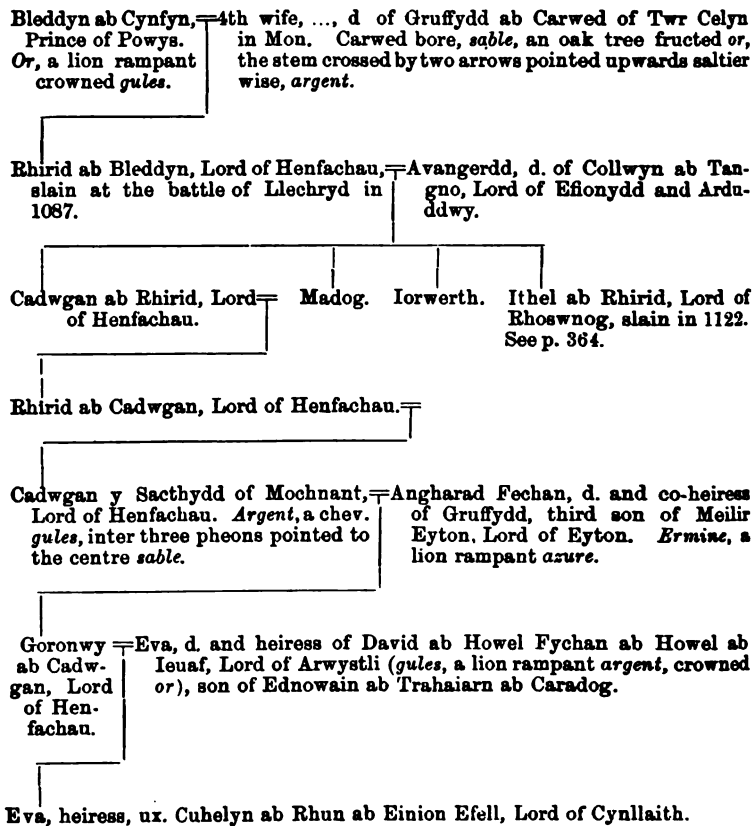 Bleddyn ab Cynfyn,=4th wife, ..., d of Gruffydd ab Carwed of Twr Celyn
Prince of Powys. in Mon. Carwed bore, sable, an oak tree fructed or,
Or, a lion rampant the stem crossed by two arrows pointed upwards saltier
crowned gules. wise, argent.
Rhirid ab Bleddyn, Lord of Henfachau,=Avangerdd, d. of Collwyn ab Tan-
slain at the battle of Llechryd in gno, Lord of Efionydd and Ardu-
1087. ddwy.
Cadwgan ab Rhirid, Lord= Madog. Iorwerth. Ithel ab Rhirid, Lord of
of Henfachau. Rhoswnog, slain in 1122.
See p. 364.
Rhirid ab Cadwgan, Lord of Henfachau.=
Cadwgan y Sacthydd of Mochnant,=Angharad Fechan, d. and co-heiress
Lord of Henfachau. Argent, a chev. of Gruffydd, third son of Meilir
gules, inter three pheons pointed to Eyton, Lord of Eyton. Ermine, a
the centre sable. lion rampant azure.
Goronwy =Eva, d. and heiress of David ab Howel Fychan ab Howel ab
ab Cadw- Ieuaf, Lord of Arwystli (gules, a lion rampant argent, crowned
gan, Lord or), son of Ednowain ab Trahaiarn ab Caradog.
of Hen-
fachau.
Eva, heiress, ux. Cuhelyn ab Rhun ab Einion Efell, Lord of Cynllaith.